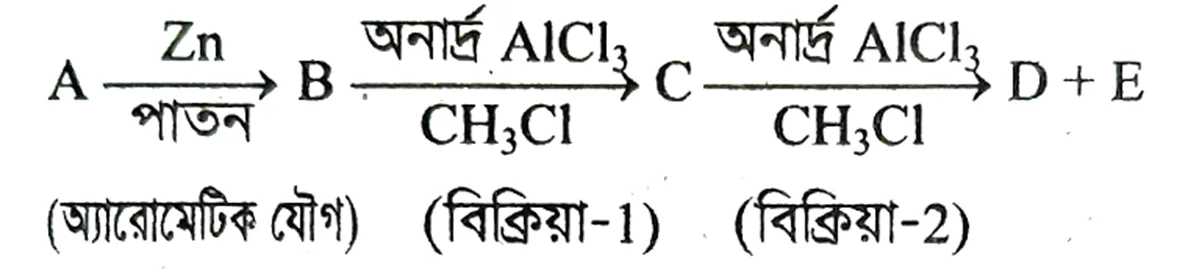 A Zn পাতন → B অনার্দ্র AlCl₃ CH₃Cl → C অনার্দ্র AlCl₃ CH₃Cl → D + E
(অ্যারোমেটিক যৌগ) (বিক্রিয়া-1) (বিক্রিয়া-2)